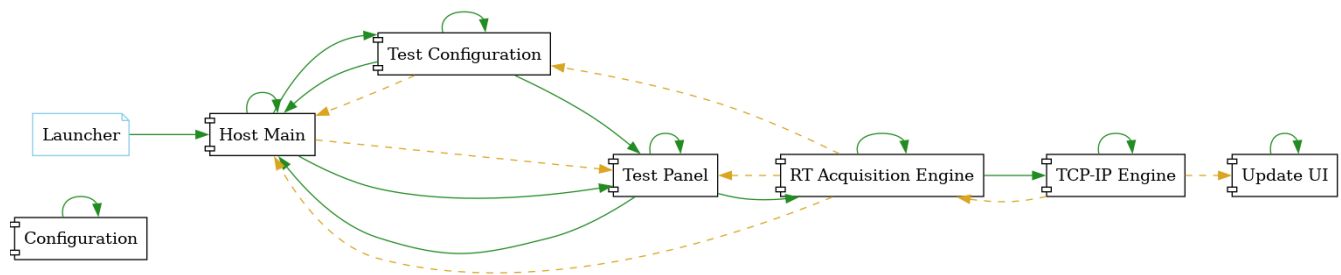 Test Configuration
Launcher
Host Main
Test Panel
RT Acquisition Engine
TCP-IP Engine
Update UI
Configuration